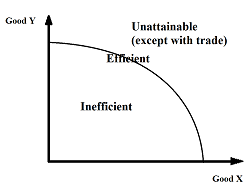 Good Y
Unattainable
(except with trade)
Efficient
Inefficient
Good X